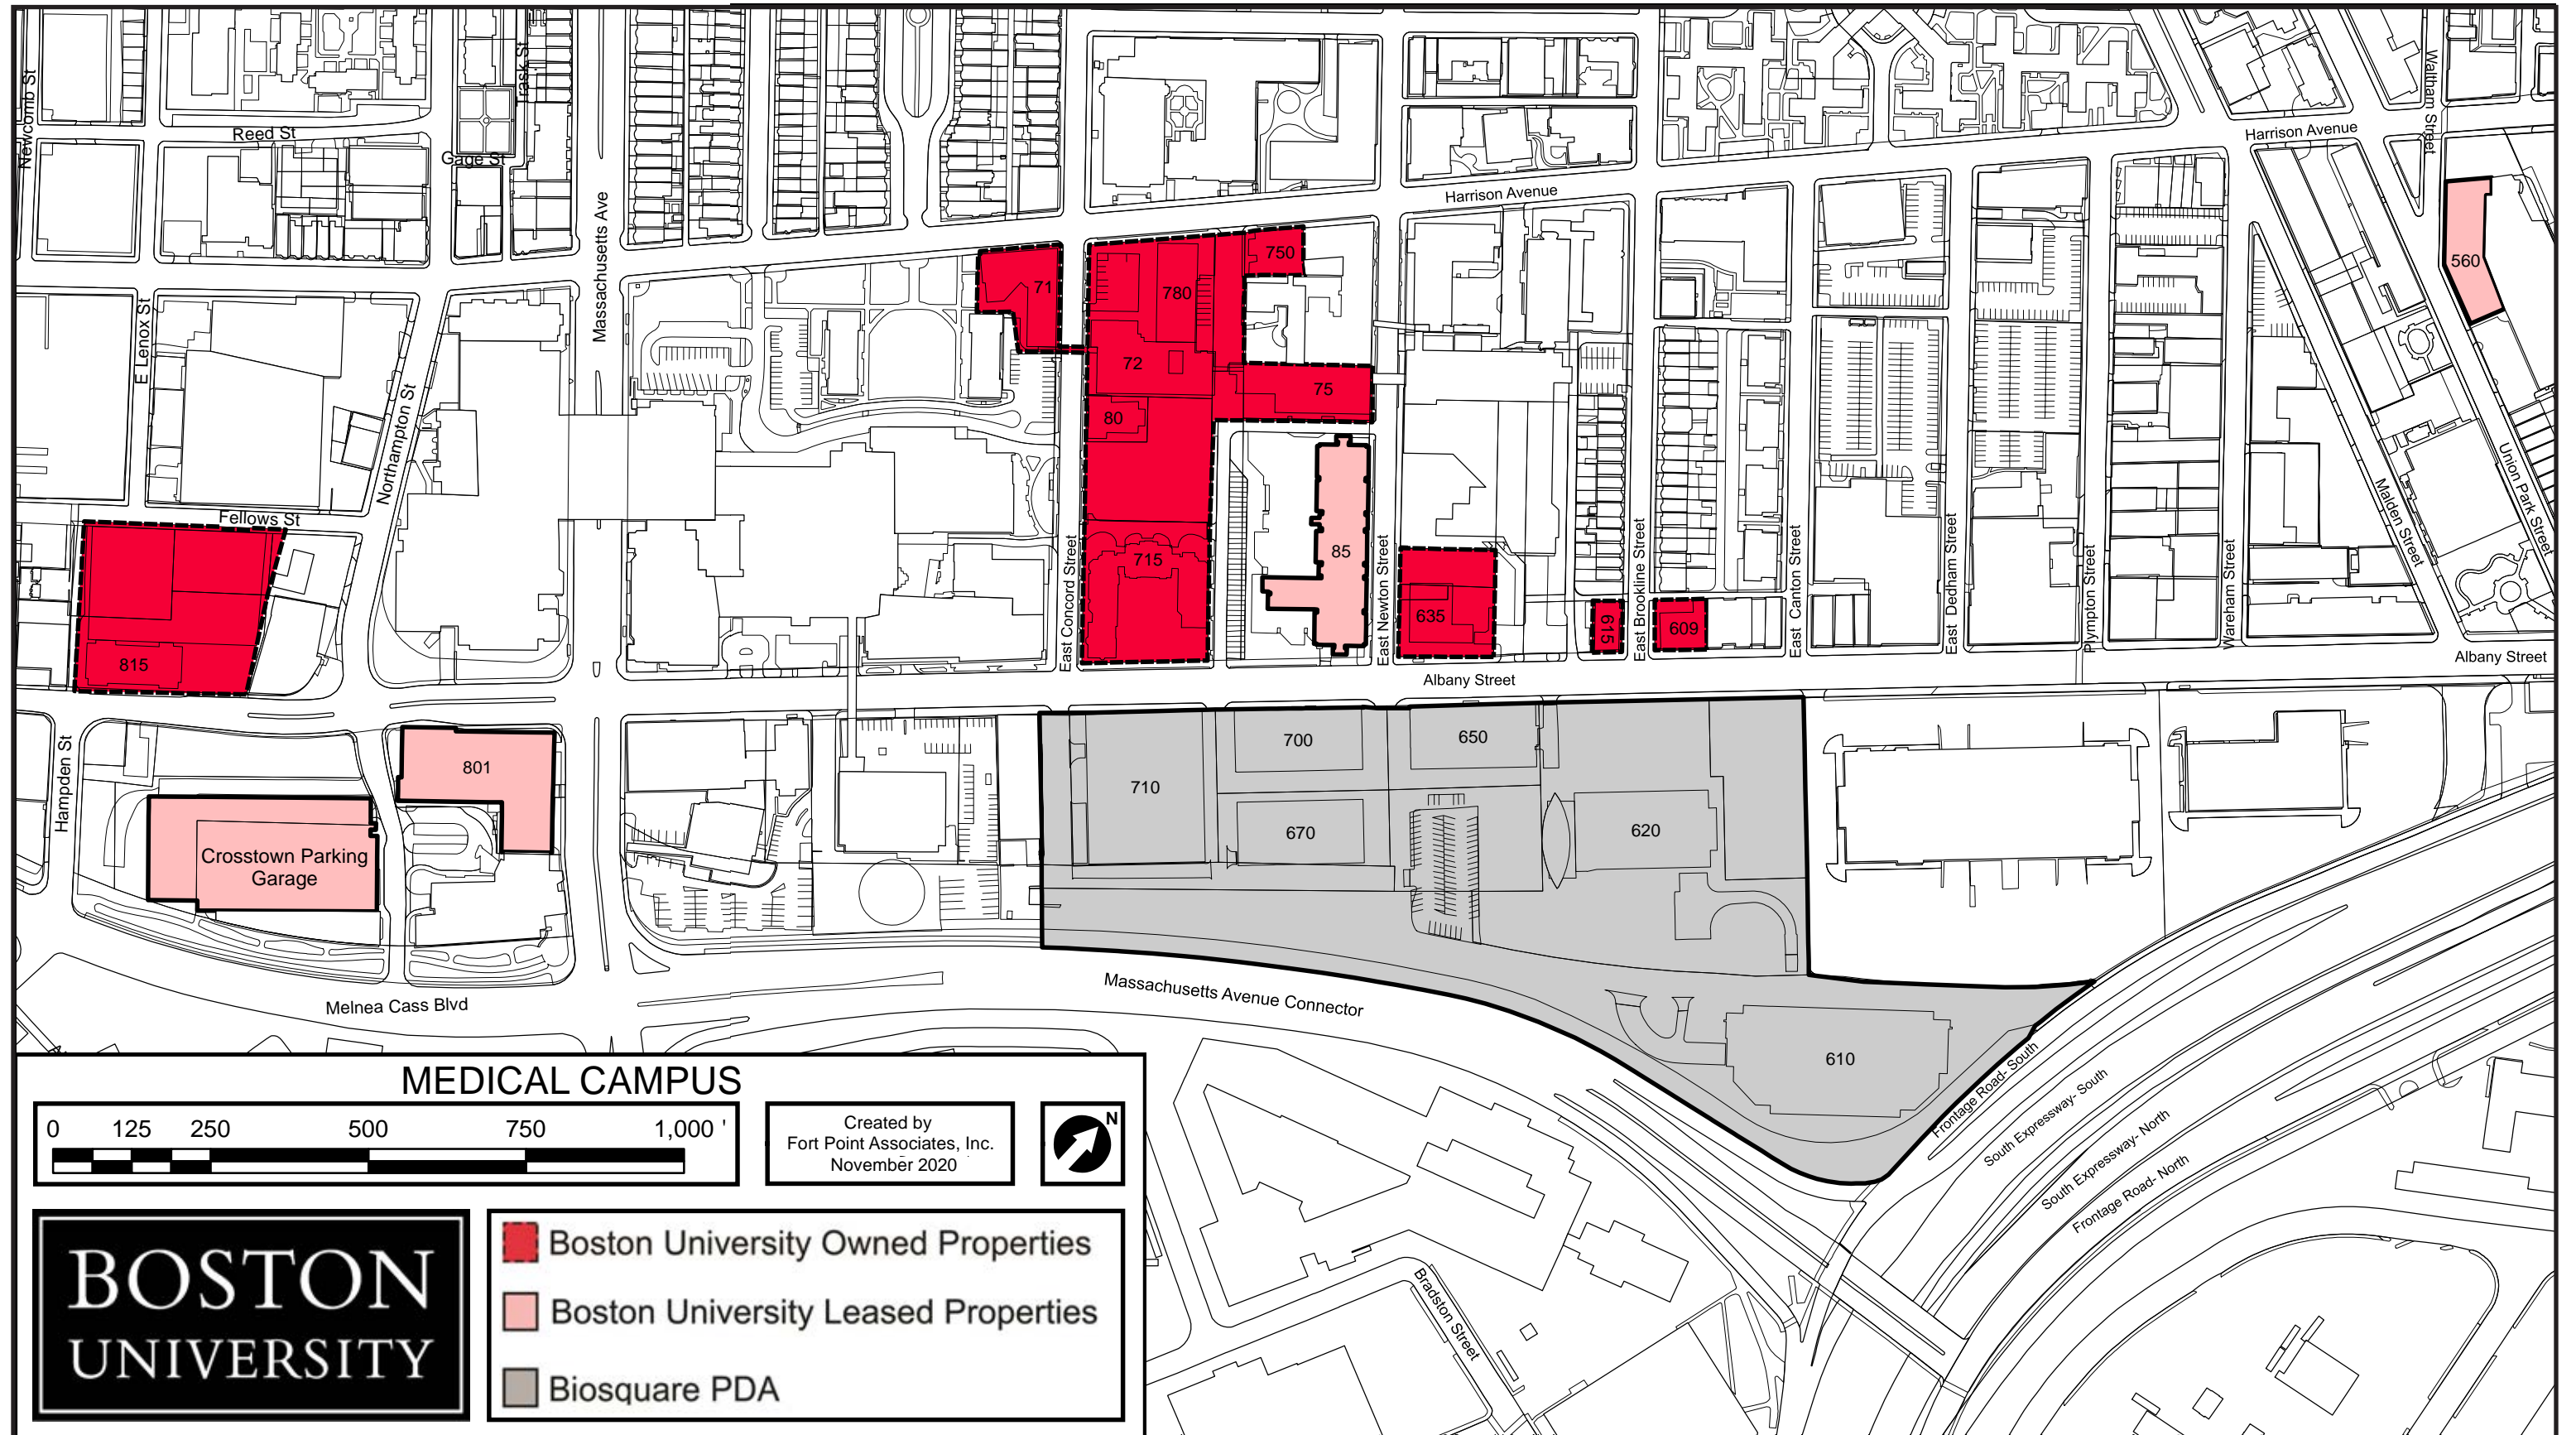 Newcomb St
Trask St
Reed St
Gage St
Massachusetts Ave
Waltham Street
Harrison Avenue
Harrison Avenue
E Lenox St
Northampton St
71
780
750
72
75
80
560
Fellows St
815
715
85
635
615
609
East Concord Street
East Newton Street
East Brookline Street
East Canton Street
East Dedham Street
Plympton Street
Wareham Street
Malden Street
Union Park Street
Albany Street
Albany Street
Hampden St
801
Crosstown Parking
Garage
710
700
650
670
620
610
Melnea Cass Blvd
Massachusetts Avenue Connector
Frontage Road- South
South Expressway- South
South Expressway- North
Frontage Road- North
Bradston Street
MEDICAL CAMPUS
0 125 250 500 750 1,000 '
Created by
Fort Point Associates, Inc.
November 2020
N
BOSTON
UNIVERSITY
Boston University Owned Properties
Boston University Leased Properties
Biosquare PDA